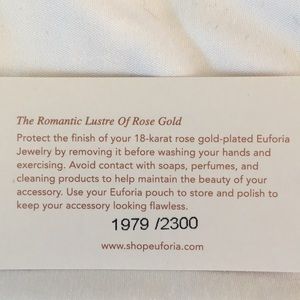 The Romantic Lustre Of Rose Gold
Protect the finish of your 18-karat rose gold-plated Euforia
Jewelry by removing it before washing your hands and
exercising. Avoid contact with soaps, perfumes, and
cleaning products to help maintain the beauty of your
accessory. Use your Euforia pouch to store and polish to
keep your accessory looking flawless.
1979 /2300
www.shopeuforia.com